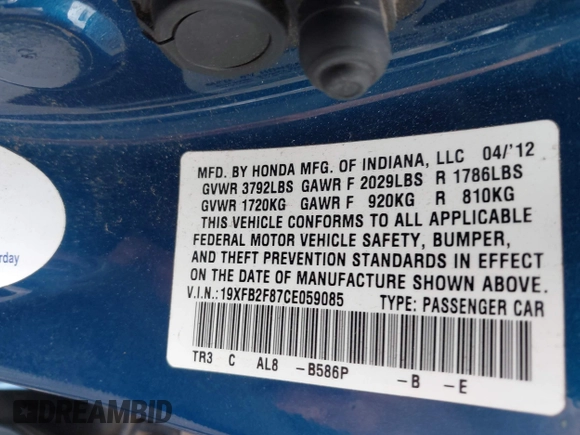 MFD. BY HONDA MFG. OF INDIANA, LLC 04/'12
GVWR 3792LBS GAWR F 2029LBS R 1786LBS
GVWR 1720KG GAWR F 920KG R 810KG
THIS VEHICLE CONFORMS TO ALL APPLICABLE
FEDERAL MOTOR VEHICLE SAFETY, BUMPER,
AND THEFT PREVENTION STANDARDS IN EFFECT
ON THE DATE OF MANUFACTURE SHOWN ABOVE.
V.I.N.: 19XFB2F87CE059085 TYPE: PASSENGER CAR
TR3 C AL8 -B586P -B -E
rday
DREAMBID